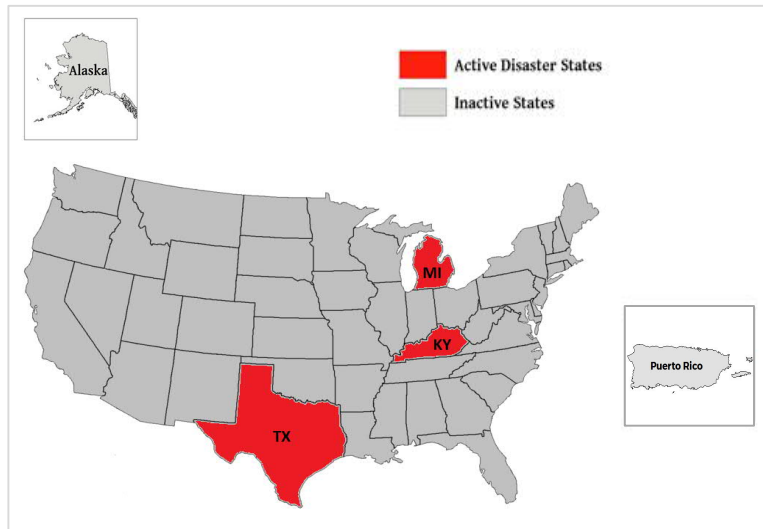 Alaska
Active Disaster States
Inactive States
MI
KY
TX
Puerto Rico